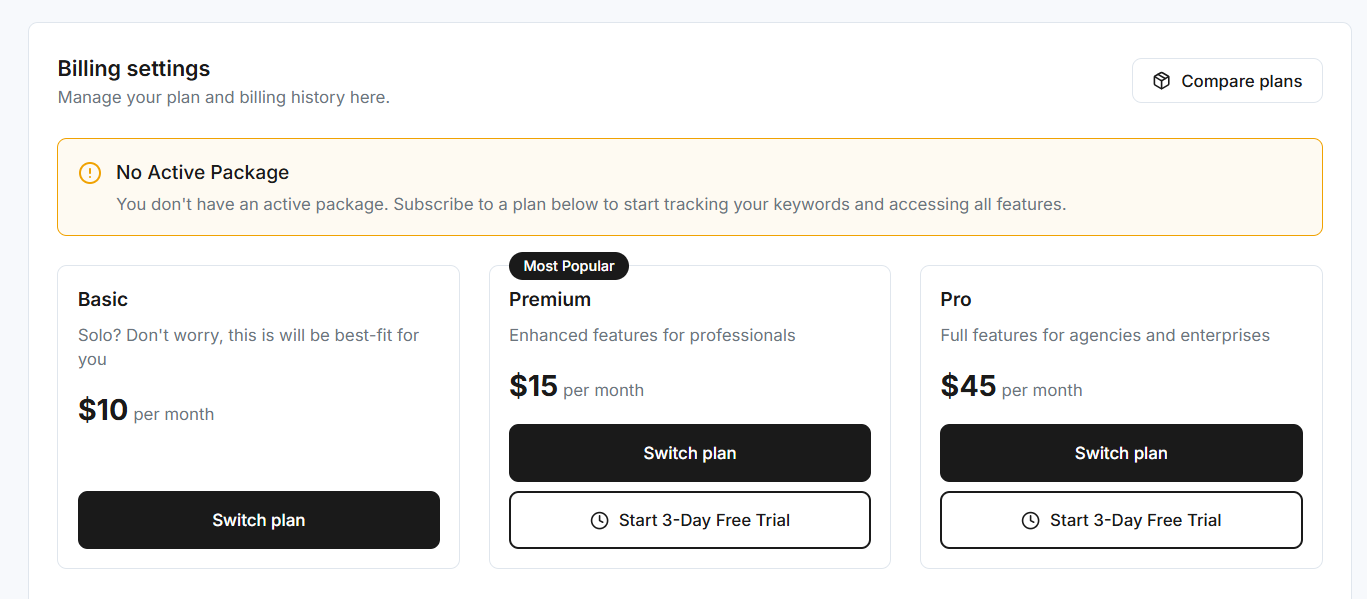 Billing settings
Manage your plan and billing history here.
Compare plans
No Active Package
You don't have an active package. Subscribe to a plan below to start tracking your keywords and accessing all features.
Basic
Solo? Don't worry, this is will be best-fit for
you
$10 per month
Switch plan
Most Popular
Premium
Enhanced features for professionals
$15 per month
Switch plan
Start 3-Day Free Trial
Pro
Full features for agencies and enterprises
$45 per month
Switch plan
Start 3-Day Free Trial